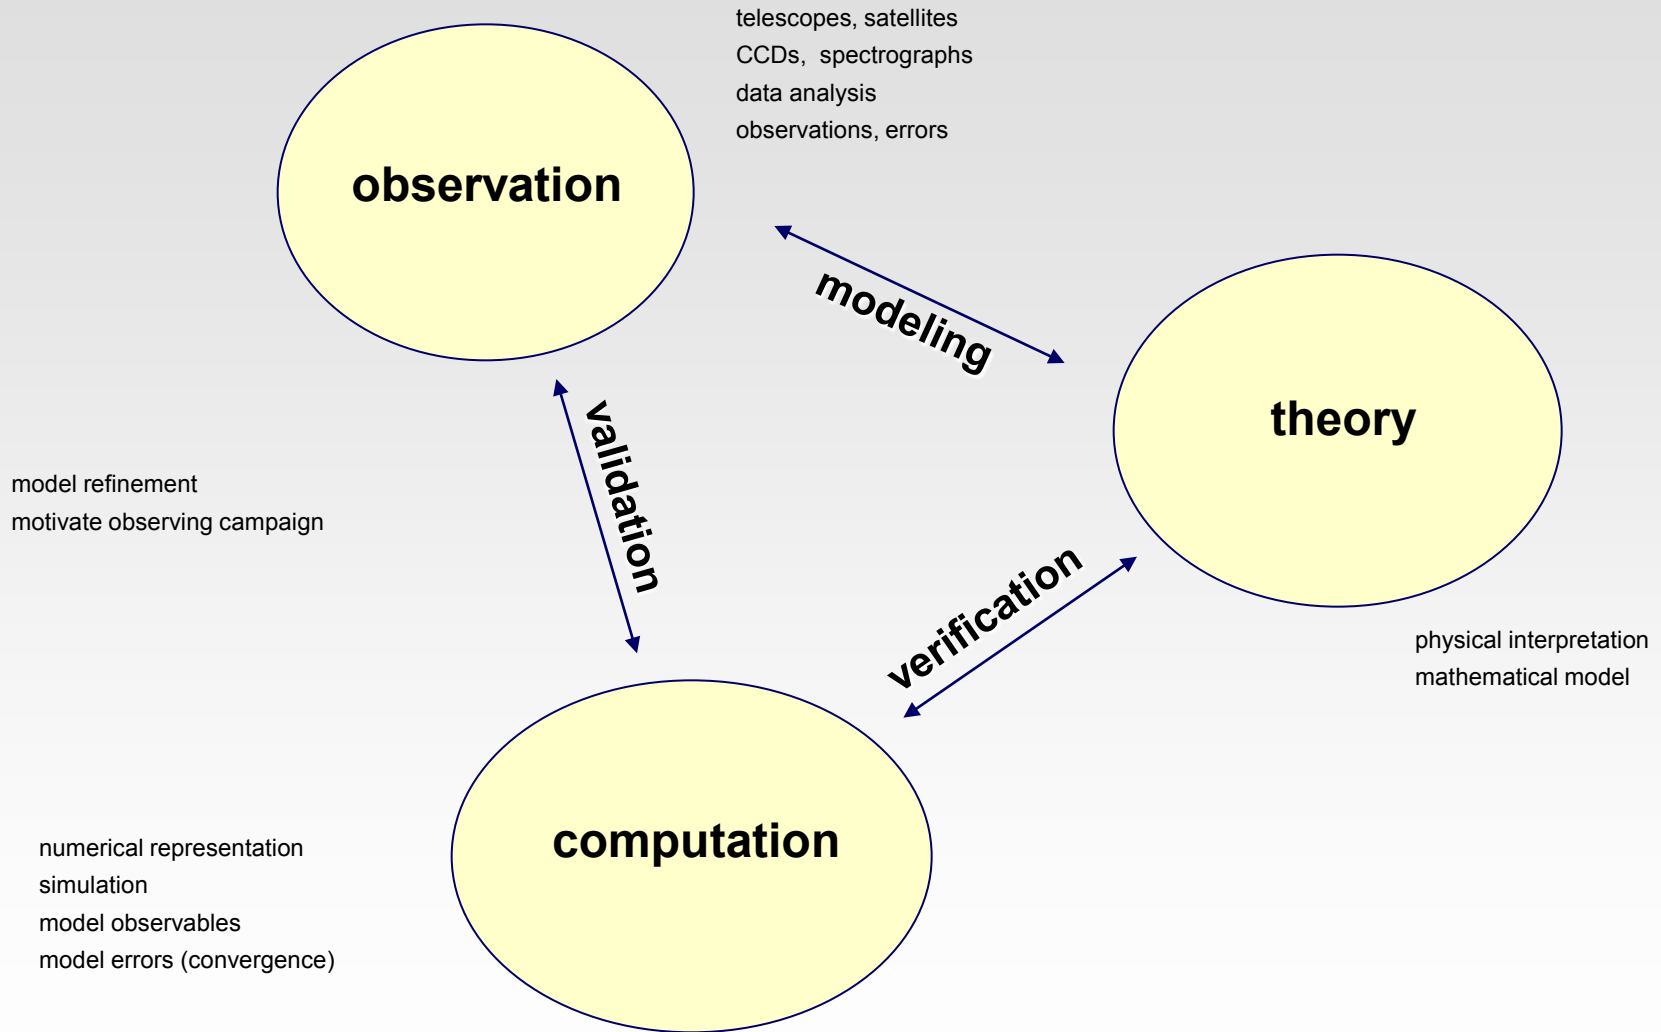 telescopes, satellites
CCDs, spectrographs
data analysis
observations, errors
observation
modeling
theory
validation
model refinement
motivate observing campaign
verification
physical interpretation
mathematical model
computation
numerical representation
simulation
model observables
model errors (convergence)